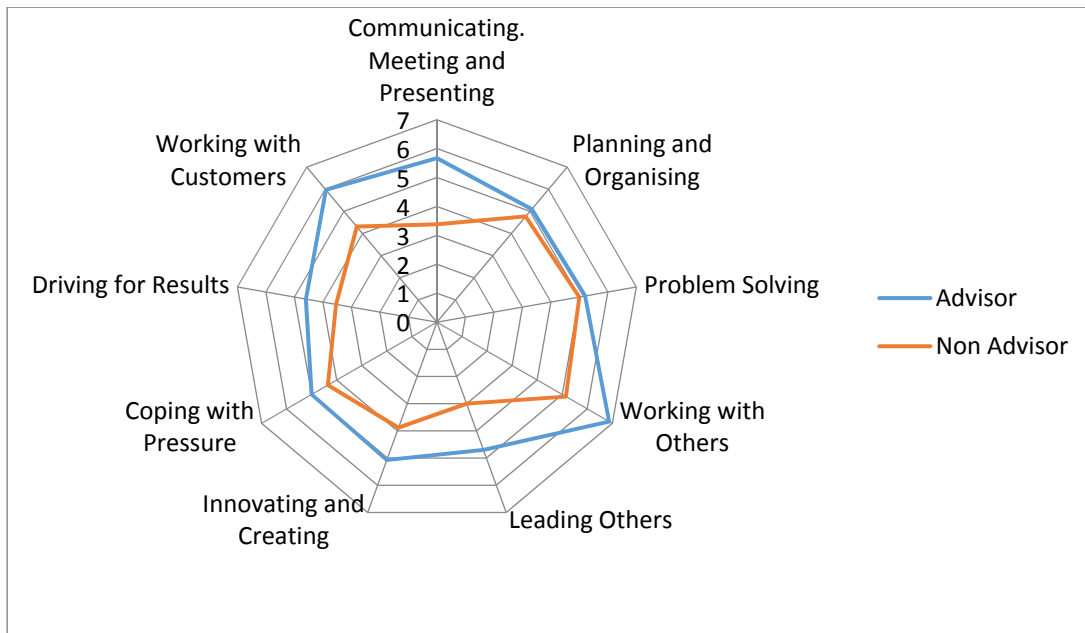 Communicating.
Meeting and
Presenting
Planning and
Organising
Problem Solving
Working with
Others
Leading Others
Innovating and
Creating
Coping with
Pressure
Driving for Results
Working with
Customers
7
6
5
4
3
2
1
0
Advisor
Non Advisor